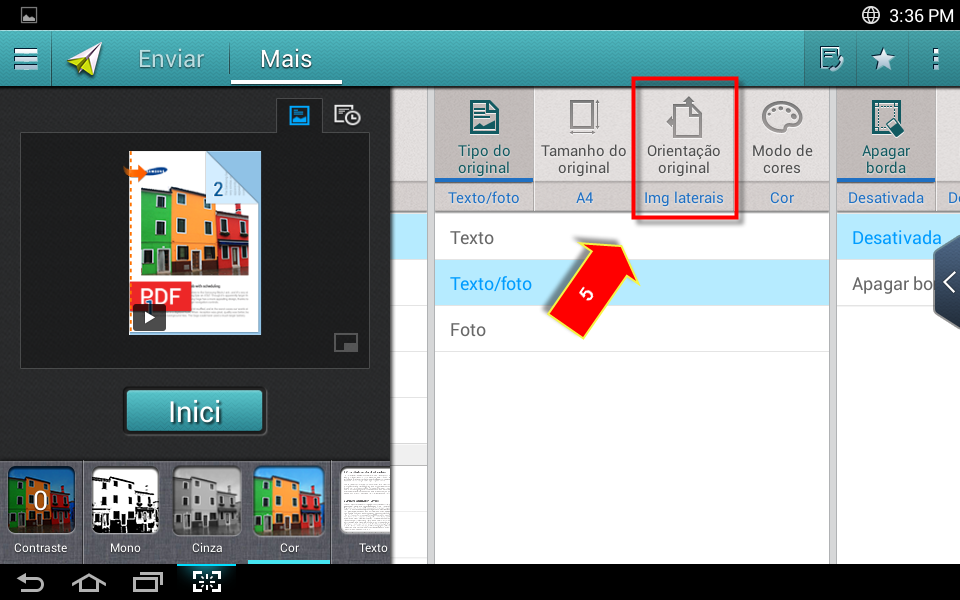 3:36 PM
Enviar
Mais
SAMSUNG
2
PDF
Inici
0
Contraste
Mono
Cinza
Cor
Texto
Tipo do
original
Texto/foto
Tamanho do
original
A4
Orientação
original
Img laterais
Modo de
cores
Cor
Texto
Texto/foto
Foto
5
Apagar
borda
Desativada
Desativada
Apagar bo